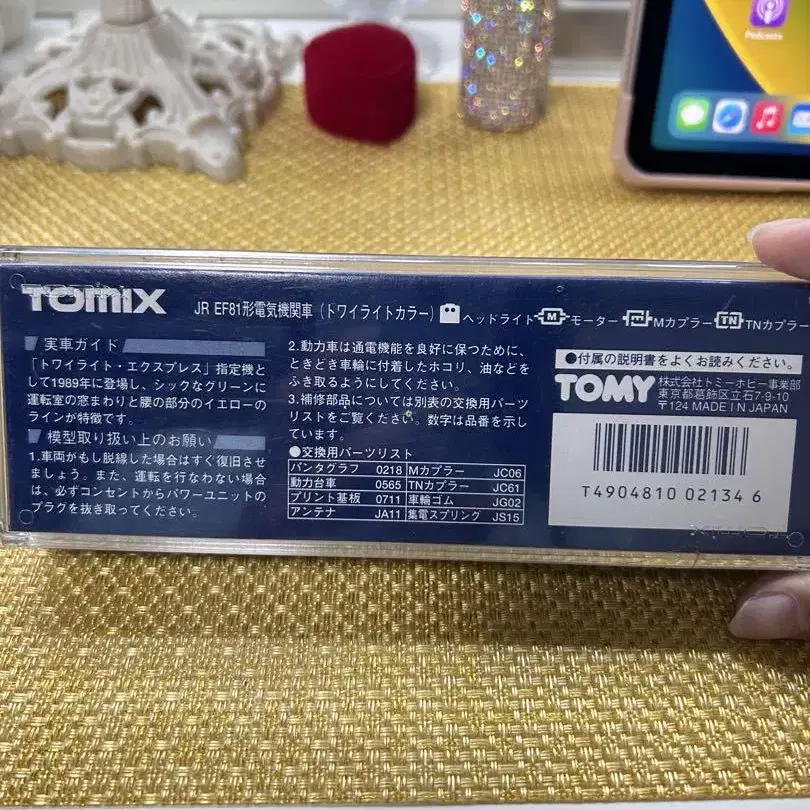 Podcasts
TOMIX
JR EF81形電気機関車(トワイライトカラー) ヘッドライト M モーター Mカプラー TN TNカプラー
実車ガイド
「トワイライト・エクスプレス」指定機と
して1989年に登場し、シックなグリーンに
運転室の窓まわりと腰の部分のイエローの
ラインが特徴です。
模型取り扱い上のお願い
1.車両がもし脱線した場合はすぐ復旧させ
ましょう。また、運転を行なわない場合
は、必ずコンセントからパワーユニットの
プラグを抜き取ってください。
2.動力車は通電機能を良好に保つために、
ときどき車輪に付着したホコリ、油などを
ふき取るようにしてください。
3.補修部品については別表の交換用パーツ
リストをご覧ください。数字は品番を示し
ています。
●交換用パーツリスト
パンタグラフ 0218 Mカプラー JC06
動力台車 0565 TNカプラー JC61
プリント基板 0711 車輪ゴム JG02
アンテナ JA11 集電スプリング JS15
●付属の説明書をよくお読みください。
TOMY 株式会社トミーホビー事業部
東京都葛飾区立石7-9-10
〒124 MADE IN JAPAN
T4904810 02134 6